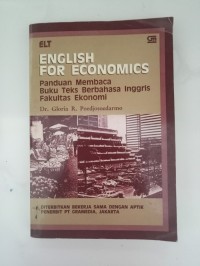 ELT
GM
ENGLISH
FOR ECONOMICS
Panduan Membaca
Buku Teks Berbahasa Inggris
Fakultas Ekonomi
Dr. Gloria R. Poedjosoedarmo
DITERBITKAN BEKERJA SAMA DENGAN APTIK
PENERBIT PT GRAMEDIA, JAKARTA